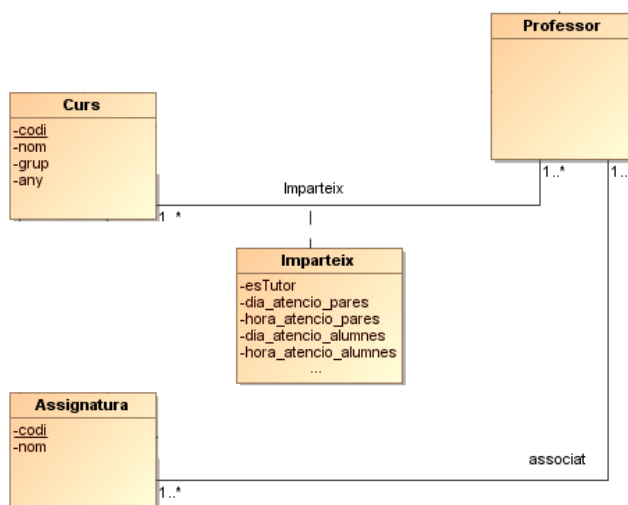 Professor
Curs
-codi
-nom
-grup
-any
1..*
1..
Imparteix
1..*
Imparteix
-esTutor
-dia_atencio_pares
-hora_atencio_pares
-dia_atencio_alumnes
-hora_atencio_alumnes
...
Assignatura
-codi
-nom
associat
1..*